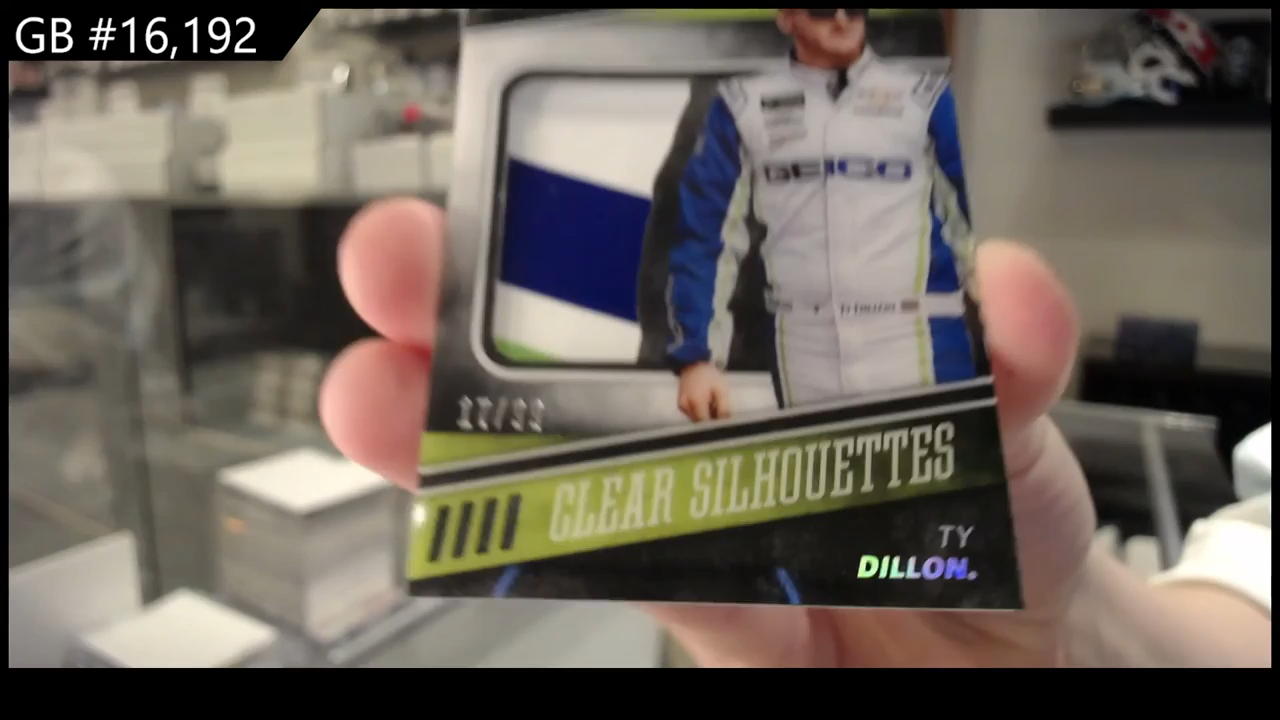 GB #16,192
GEICO
CLEAR SILHOUETTES
TY
DILLON.